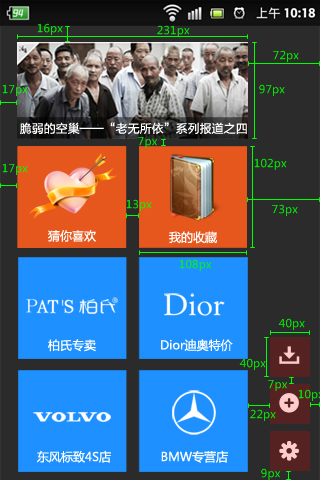 94
上午 10:18
16px
231px
72px
17px
97px
脆弱的空巢——“老无所依”系列报道之四
7px
17px
102px
13px
73px
猜你喜欢
我的收藏
108px
PAT'S 柏氏®
Dior
柏氏专卖
Dior迪奥特价
40px
40px
7px
VOLVO
22px
10px
东风标致4S店
BMW专营店
9px